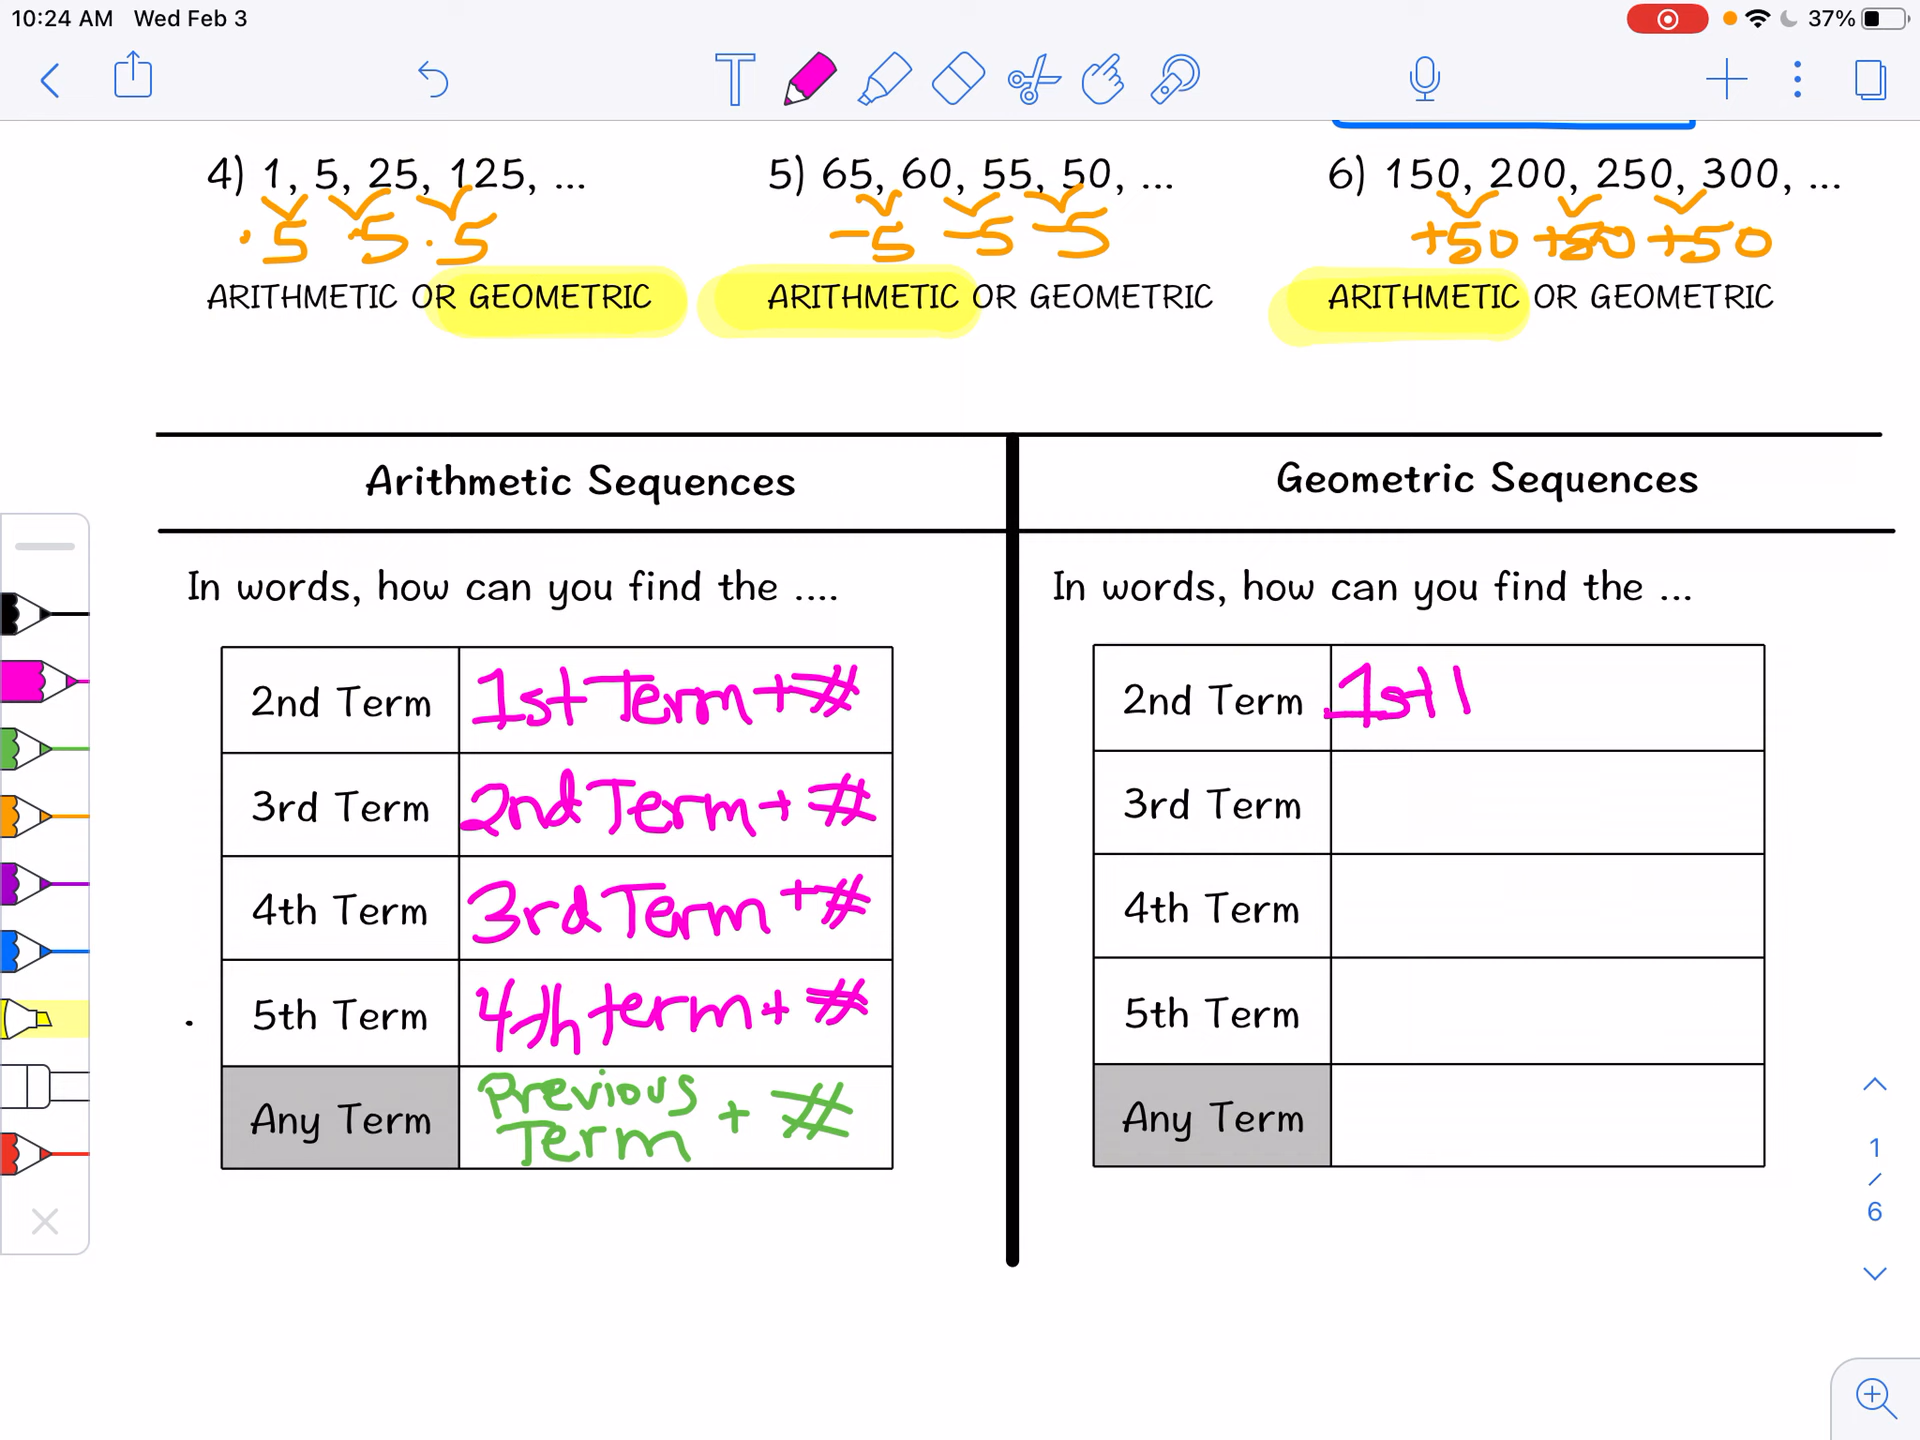 10:24 AM Wed Feb 3 37%
4) 1, 5, 25, 125, ... 5) 65, 60, 55, 50, ... 6) 150, 200, 250, 300, ...
·5 ·5 ·5 -5 -5 -5 +50 +50 +50
ARITHMETIC OR GEOMETRIC ARITHMETIC OR GEOMETRIC ARITHMETIC OR GEOMETRIC
Arithmetic Sequences
In words, how can you find the ....
2nd Term 1st Term + #
3rd Term 2nd Term + #
4th Term 3rd Term + #
5th Term 4th term + #
Any Term Previous
Term + #
Geometric Sequences
In words, how can you find the ...
2nd Term 1st
3rd Term
4th Term
5th Term
Any Term
1
/
6